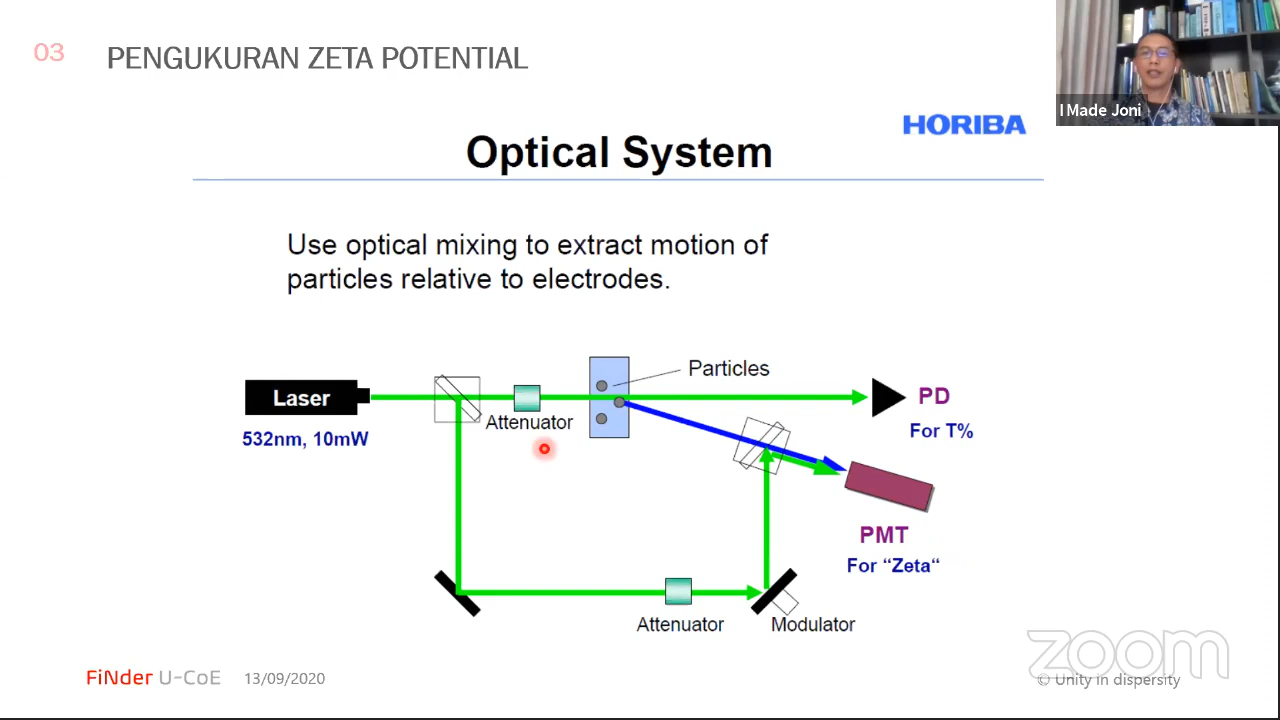 03
PENGUKURAN ZETA POTENTIAL
I Made Joni
HORIBA
Optical System
Use optical mixing to extract motion of
particles relative to electrodes.
Particles
Laser
PD
Attenuator
532nm, 10mW
For T%
PMT
For “Zeta“
Attenuator
Modulator
zoom
FiNder U-CoE
13/09/2020
© Unity in dispersity